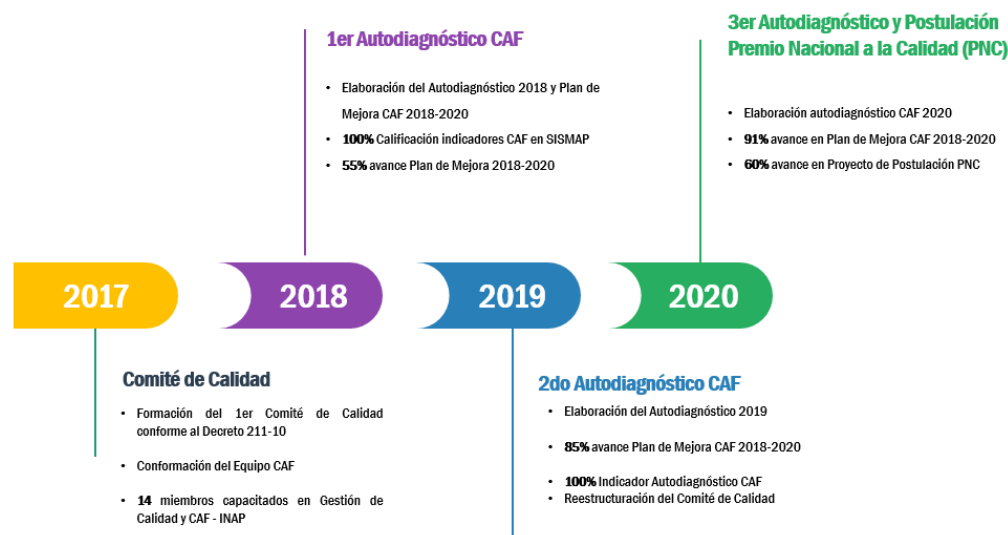 1er Autodiagnóstico CAF
• Elaboración del Autodiagnóstico 2018 y Plan de
Mejora CAF 2018-2020
• 100% Calificación indicadores CAF en SISMAP
• 55% avance Plan de Mejora 2018-2020
3er Autodiagnóstico y Postulación
Premio Nacional a la Calidad (PNC)
• Elaboración autodiagnóstico CAF 2020
• 91% avance en Plan de Mejora CAF 2018-2020
• 60% avance en Proyecto de Postulación PNC
2017
2018
2019
2020
Comité de Calidad
• Formación del 1er Comité de Calidad
conforme al Decreto 211-10
• Conformación del Equipo CAF
• 14 miembros capacitados en Gestión de
Calidad y CAF - INAP
2do Autodiagnóstico CAF
• Elaboración del Autodiagnóstico 2019
• 85% avance Plan de Mejora CAF 2018-2020
• 100% Indicador Autodiagnóstico CAF
• Reestructuración del Comité de Calidad